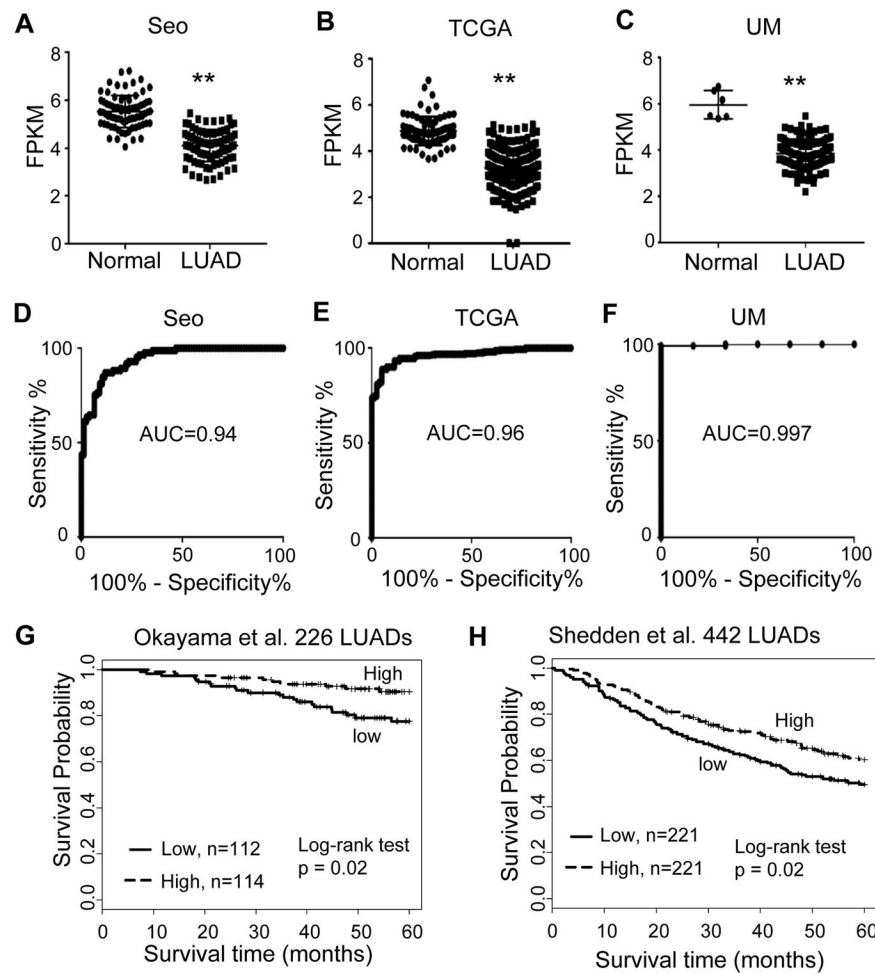 A
Seo
**
FPKM
8
6
4
2
0
Normal
LUAD
B
TCGA
**
FPKM
8
6
4
2
0
Normal
LUAD
C
UM
**
FPKM
8
6
4
2
0
Normal
LUAD
D
Seo
Sensitivity %
100
50
0
AUC=0.94
0
50
100
100% - Specificity%
E
TCGA
Sensitivity %
100
50
0
AUC=0.96
0
50
100
100% - Specificity%
F
UM
Sensitivity %
100
50
0
AUC=0.997
0
50
100
100% - Specificity%
G
Okayama et al. 226 LUADs
Survival Probability
1.0
0.8
0.6
0.4
0.2
0.0
High
low
Low, n=112
High, n=114
Log-rank test
p = 0.02
0 10 20 30 40 50 60
Survival time (months)
H
Shedden et al. 442 LUADs
Survival Probability
1.0
0.8
0.6
0.4
0.2
0.0
High
low
Low, n=221
High, n=221
Log-rank test
p = 0.02
0 10 20 30 40 50 60
Survival time (months)